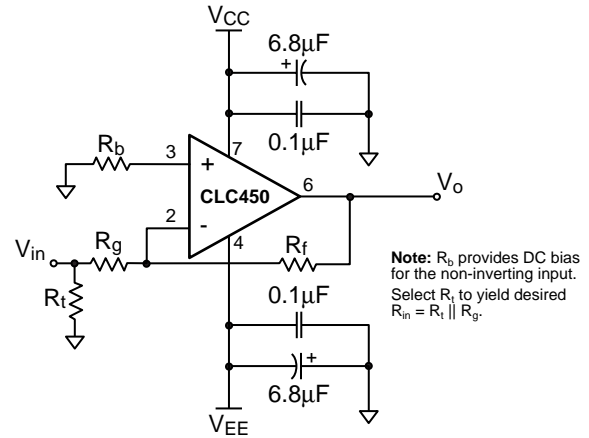 VCC
6.8µF
+
0.1µF
Rb
3
7
+
CLC450
6
Vo
2
-
4
Vin
Rg
Rf
Rt
Note: Rb provides DC bias
for the non-inverting input.
Select Rt to yield desired
Rin = Rt || Rg.
0.1µF
+
6.8µF
VEE